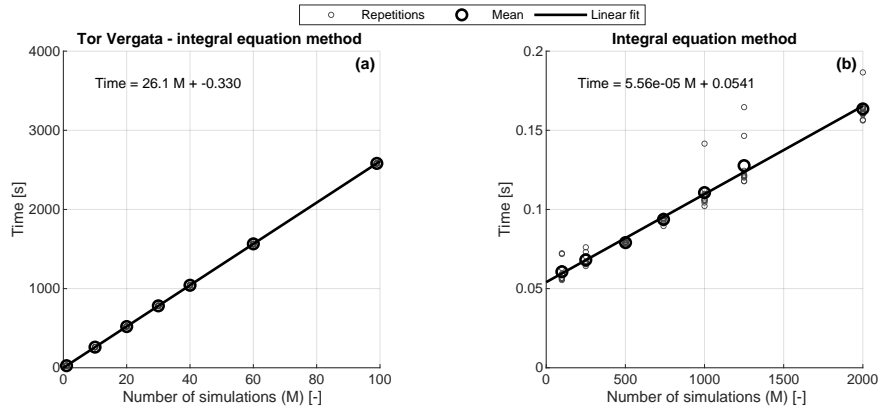 Repetitions Mean Linear fit
Tor Vergata - integral equation method
(a)
Time = 26.1 M + -0.330
Time [s]
4000
3000
2000
1000
0
0 20 40 60 80 100
Number of simulations (M) [-]
Integral equation method
(b)
Time = 5.56e-05 M + 0.0541
Time [s]
0.2
0.15
0.1
0.05
0
0 500 1000 1500 2000
Number of simulations (M) [-]